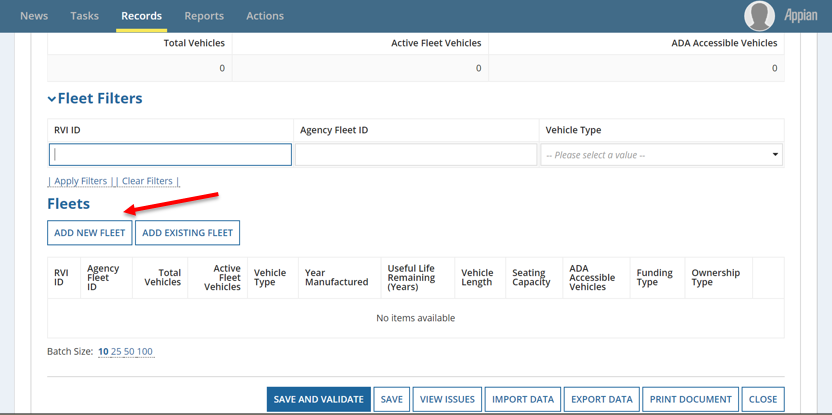 News Tasks Records Reports Actions Appian
Total Vehicles Active Fleet Vehicles ADA Accessible Vehicles
0 0 0
Fleet Filters
RVI ID Agency Fleet ID Vehicle Type
-- Please select a value --
| Apply Filters || Clear Filters |
Fleets
ADD NEW FLEET ADD EXISTING FLEET
RVI ID Agency Fleet ID Total Vehicles Active Fleet Vehicles Vehicle Type Year Manufactured Useful Life Remaining (Years) Vehicle Length Seating Capacity ADA Accessible Vehicles Funding Type Ownership Type
No items available
Batch Size: 10 25 50 100
SAVE AND VALIDATE SAVE VIEW ISSUES IMPORT DATA EXPORT DATA PRINT DOCUMENT CLOSE